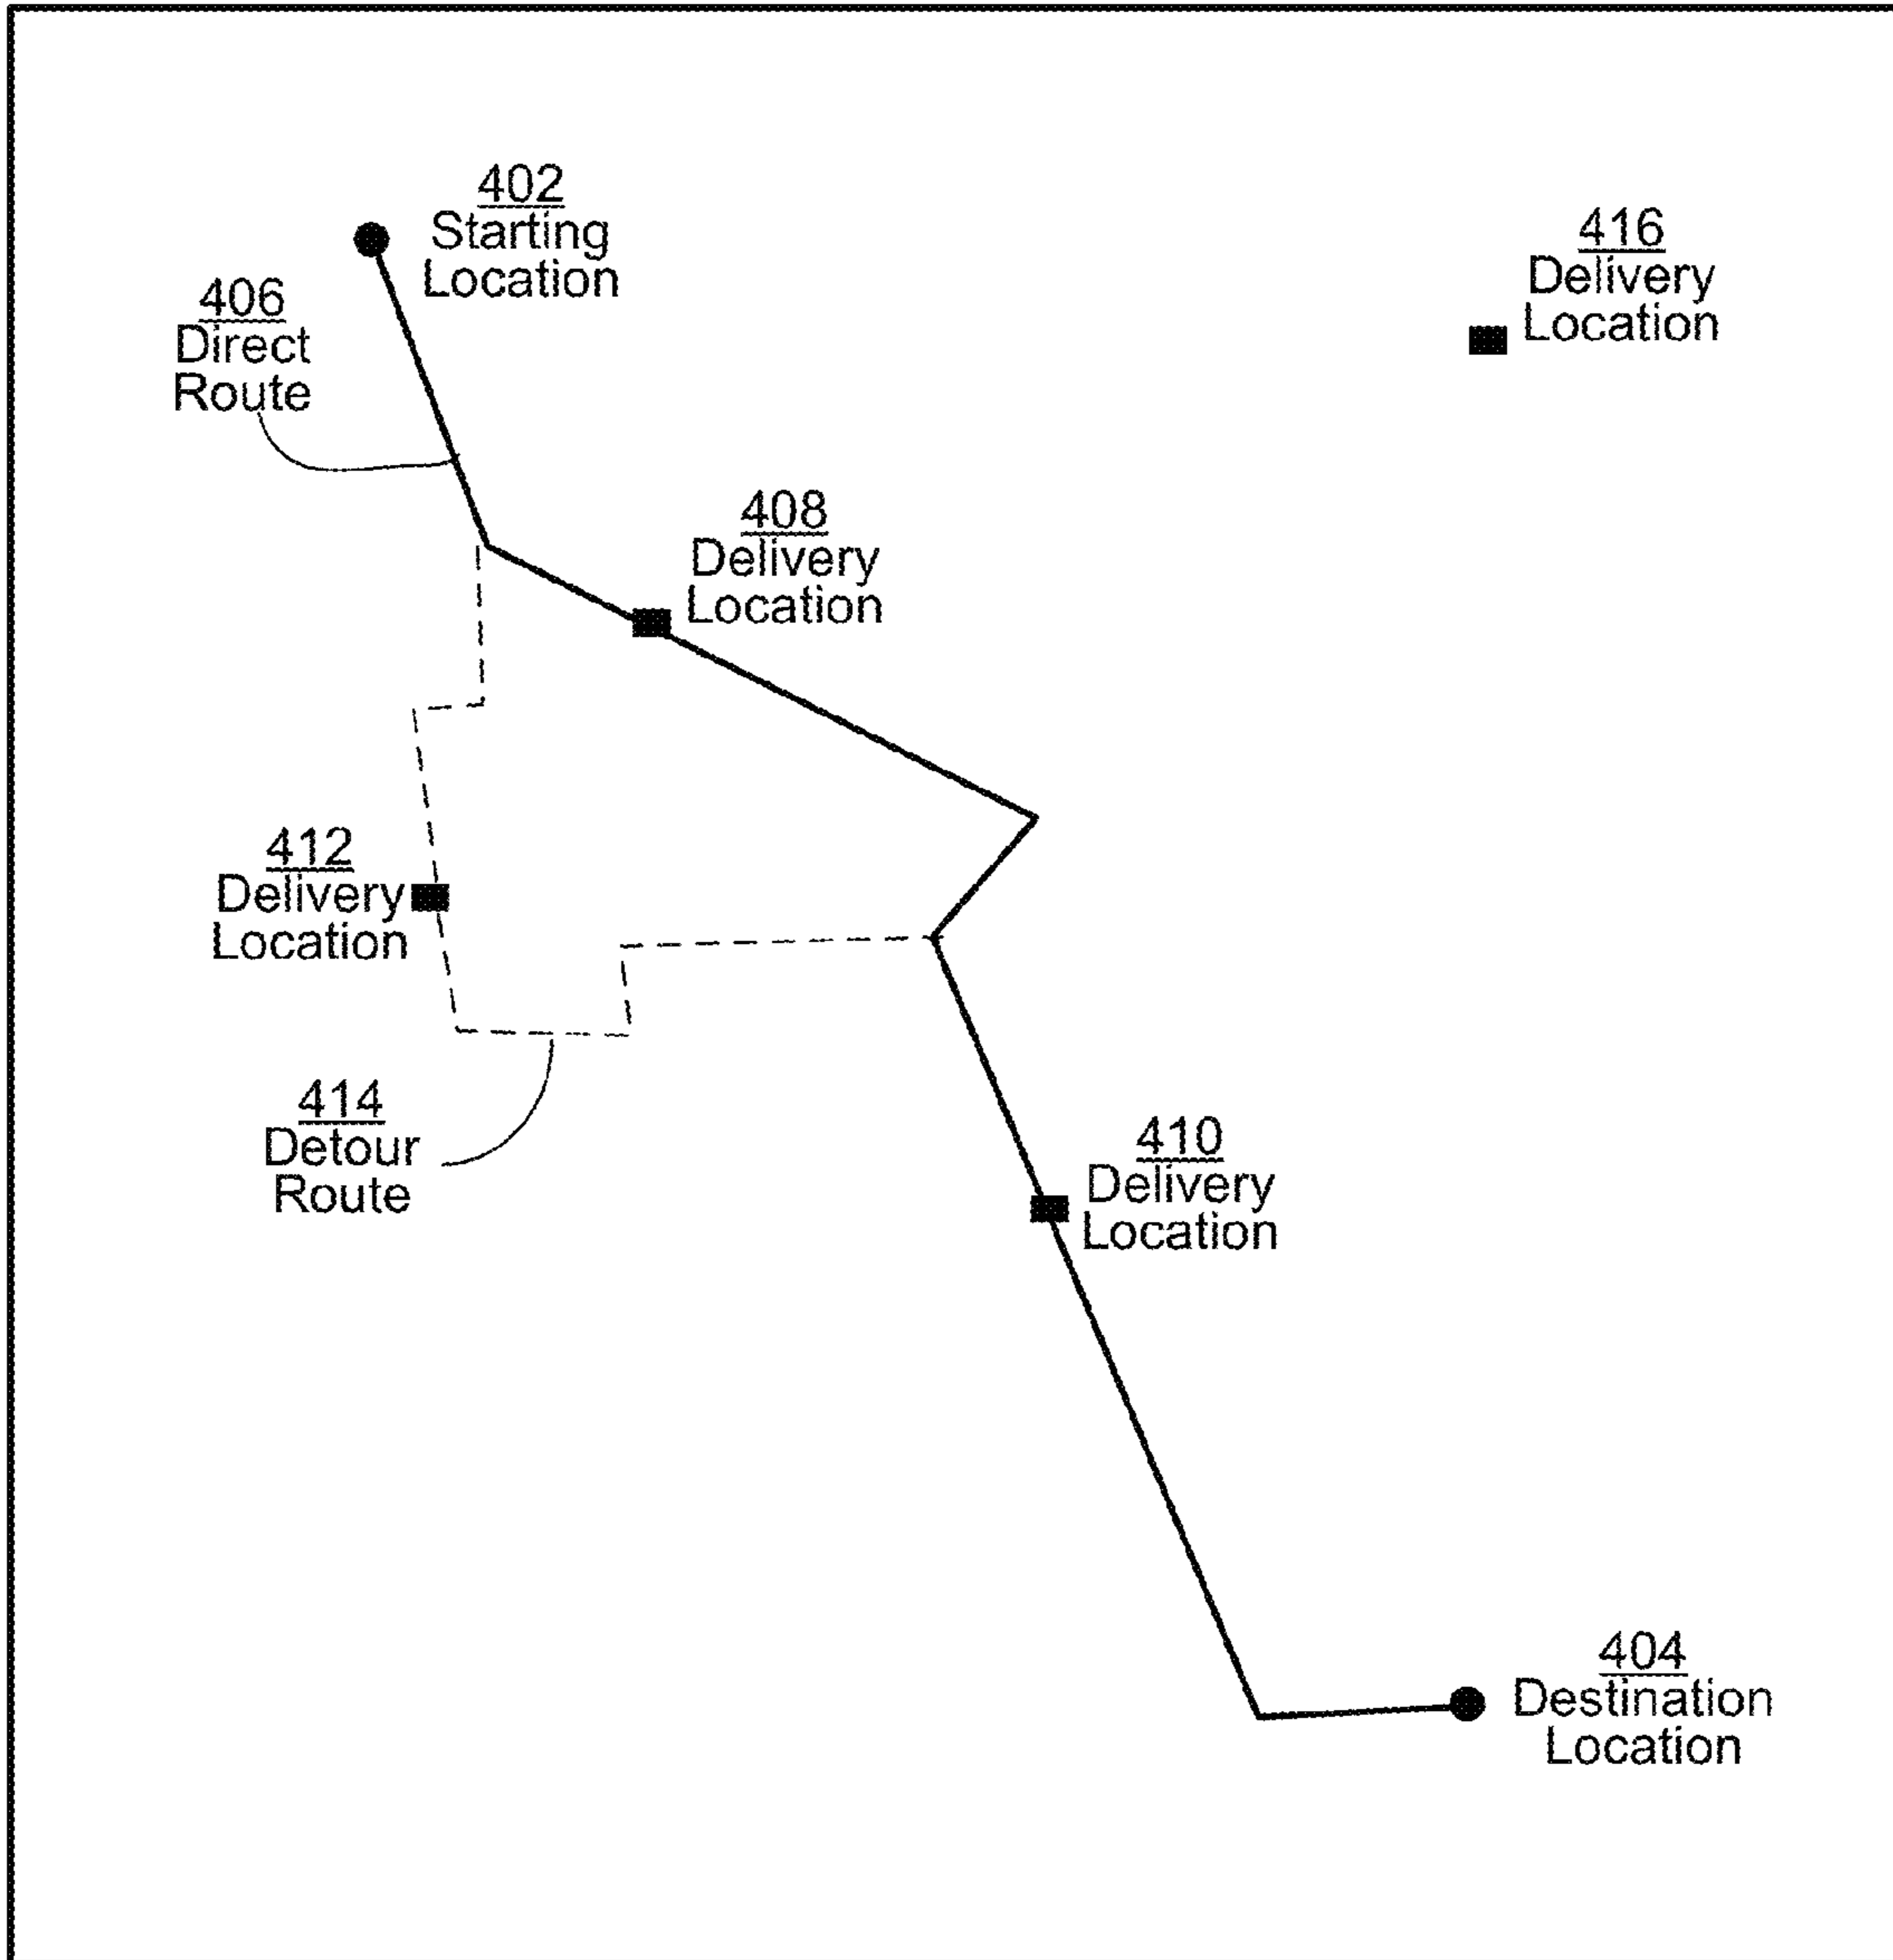 402
Starting
Location
416
Delivery
Location
406
Direct
Route
408
Delivery
Location
412
Delivery
Location
414
Detour
Route
410
Delivery
Location
404
Destination
Location